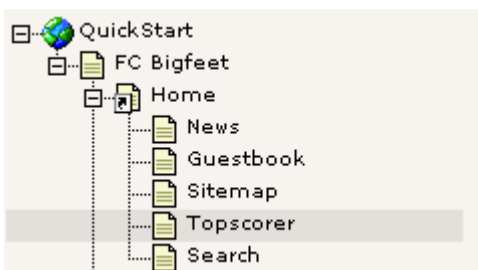 QuickStart
FC Bigfeet
Home
News
Guestbook
Sitemap
Topscorer
Search